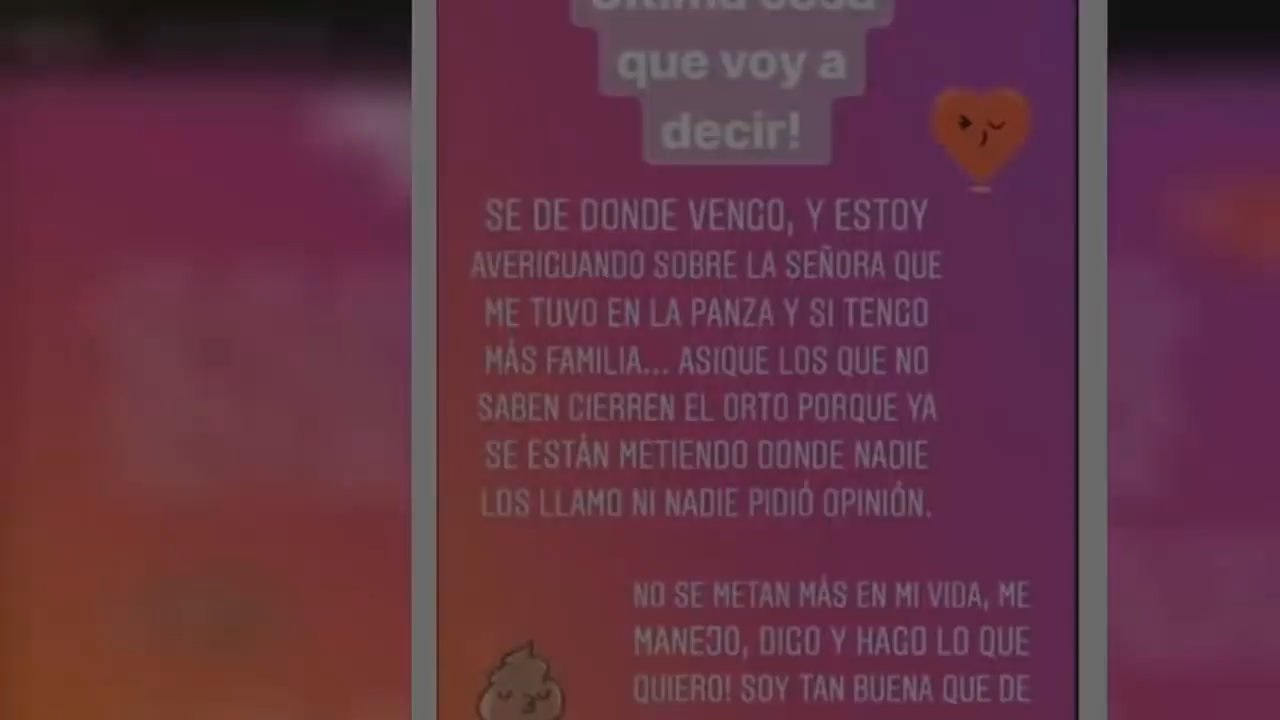 Última cosa
que voy a
decir!
SE DE DONDE VENGO, Y ESTOY
AVERIGUANDO SOBRE LA SEÑORA QUE
ME TUVO EN LA PANZA Y SI TENGO
MÁS FAMILIA... ASIQUE LOS QUE NO
SABEN CIERREN EL ORTO PORQUE YA
SE ESTÁN METIENDO DONDE NADIE
LOS LLAMO NI NADIE PIDIÓ OPINIÓN.
NO SE METAN MÁS EN MI VIDA, ME
MANEJO, DIGO Y HAGO LO QUE
QUIERO! SOY TAN BUENA QUE DE